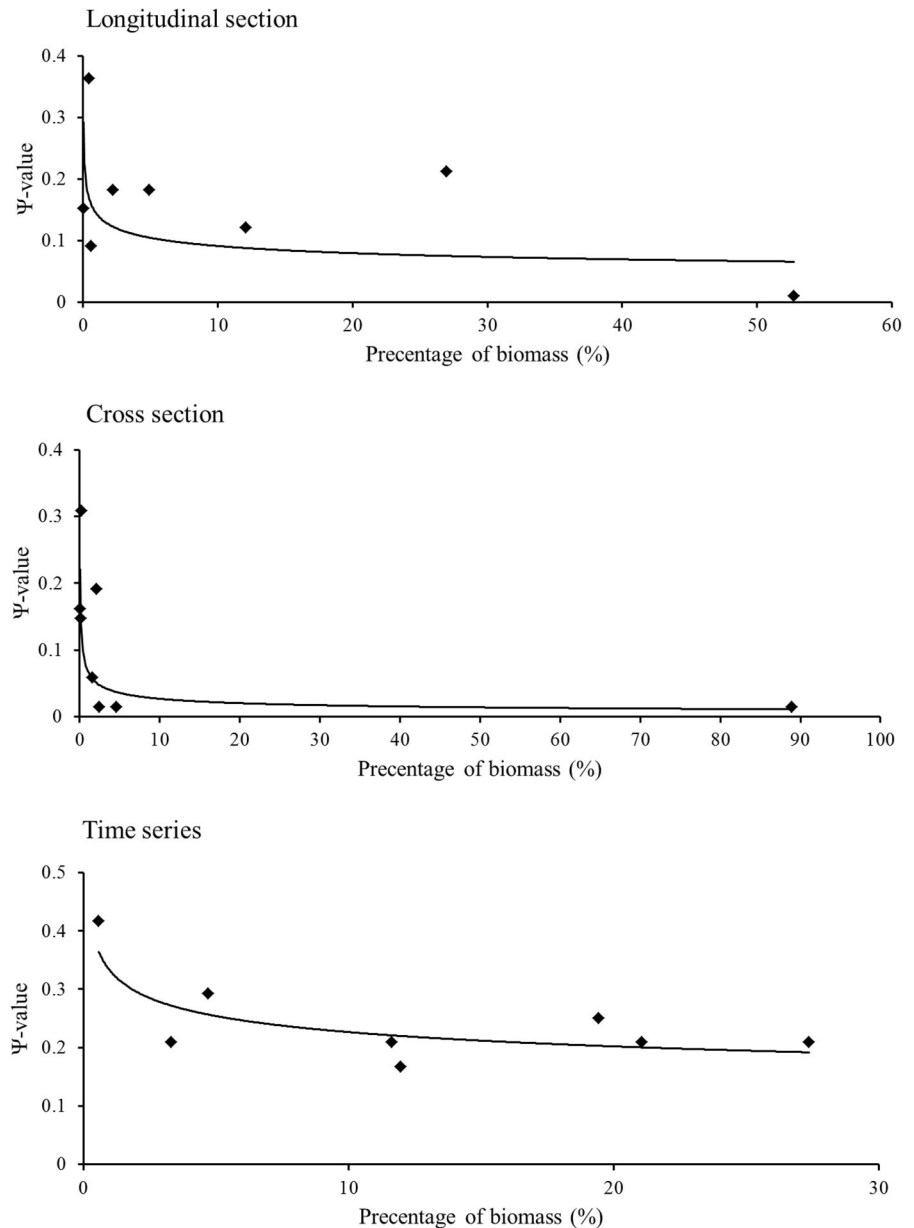 Longitudinal section
0.4
0.3
0.2
0.1
0
Ψ-value
0 10 20 30 40 50 60
Precentage of biomass (%)
Cross section
0.4
0.3
0.2
0.1
0
Ψ-value
0 10 20 30 40 50 60 70 80 90 100
Precentage of biomass (%)
Time series
0.5
0.4
0.3
0.2
0.1
0
Ψ-value
0 10 20 30
Precentage of biomass (%)